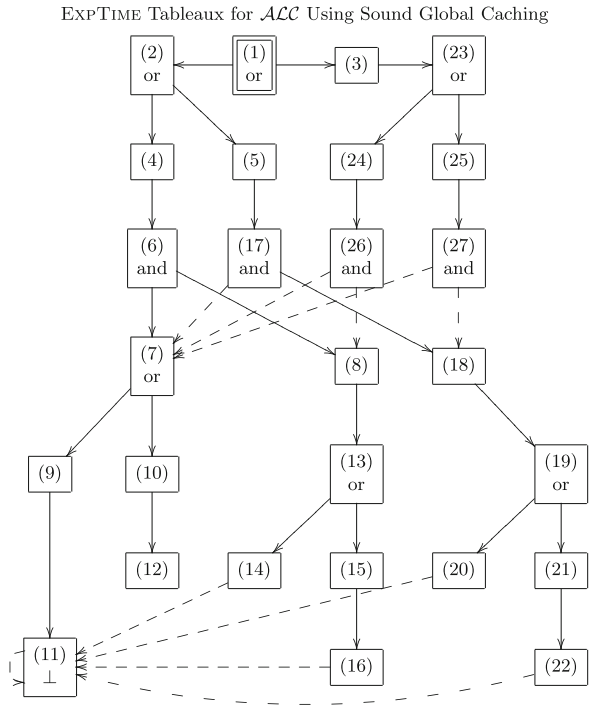 ExpTime Tableaux for 𝒜ℒ𝒞 Using Sound Global Caching
(2) (1) (3) (23)
or or or
(4) (5) (24) (25)
(6) (17) (26) (27)
and and and and
(7) (8) (18)
or
(9) (10) (13) (19)
or or
(12) (14) (15) (20) (21)
(11) (16) (22)
⊥